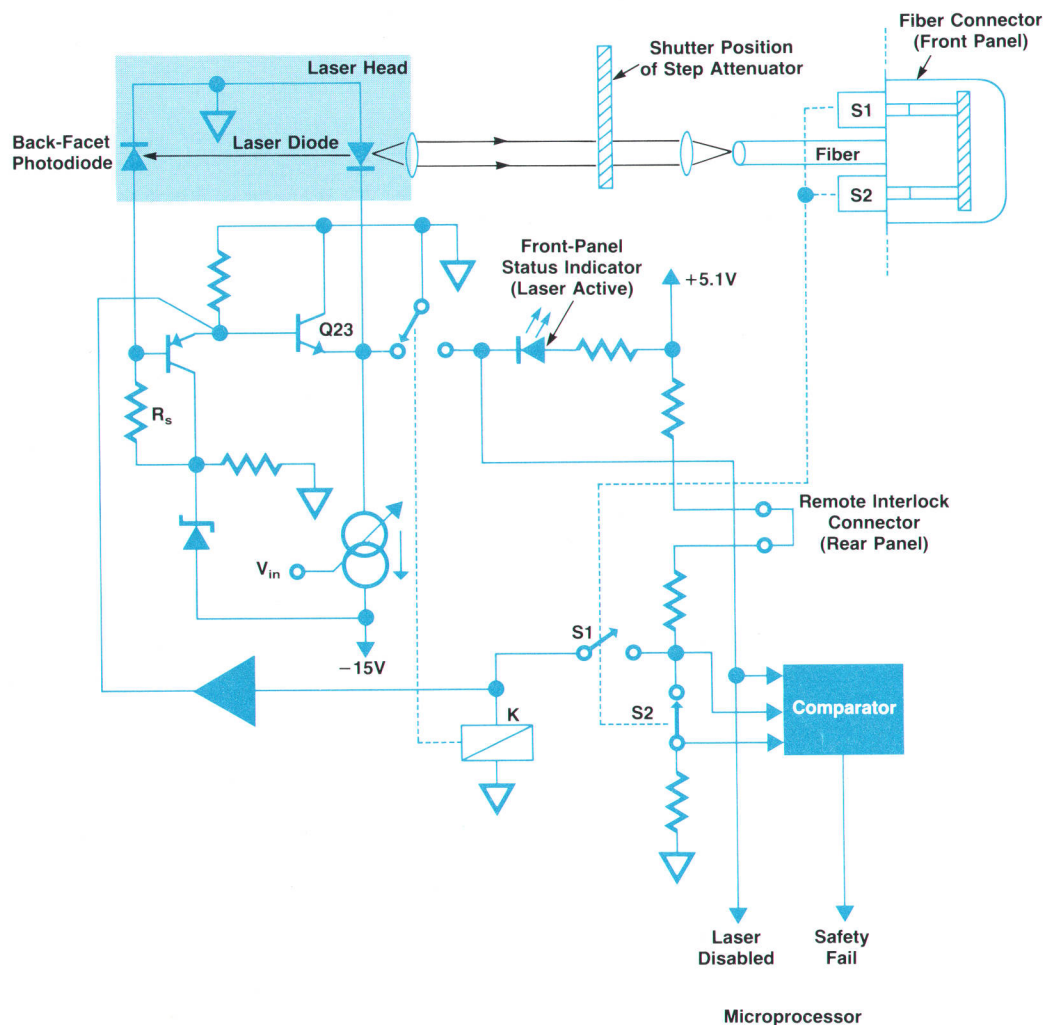 Fiber Connector
(Front Panel)
Shutter Position
of Step Attenuator
Laser Head
S1
Back-Facet
Photodiode
Laser Diode
Fiber
S2
Front-Panel
Status Indicator
(Laser Active)
+5.1V
Q23
Rs
Remote Interlock
Connector
(Rear Panel)
Vin
S1
−15V
K
S2
Comparator
Laser
Disabled
Safety
Fail
Microprocessor